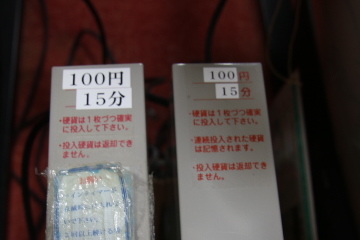 100円
15分
・硬貨は1枚づつ確実
に投入して下さい。
・投入硬貨は返却でき
ません。
100円
15分
・硬貨は1枚づつ確実
に投入して下さい。
・連続投入された硬貨
は記憶されます。
・投入硬貨は返却でき
ません。